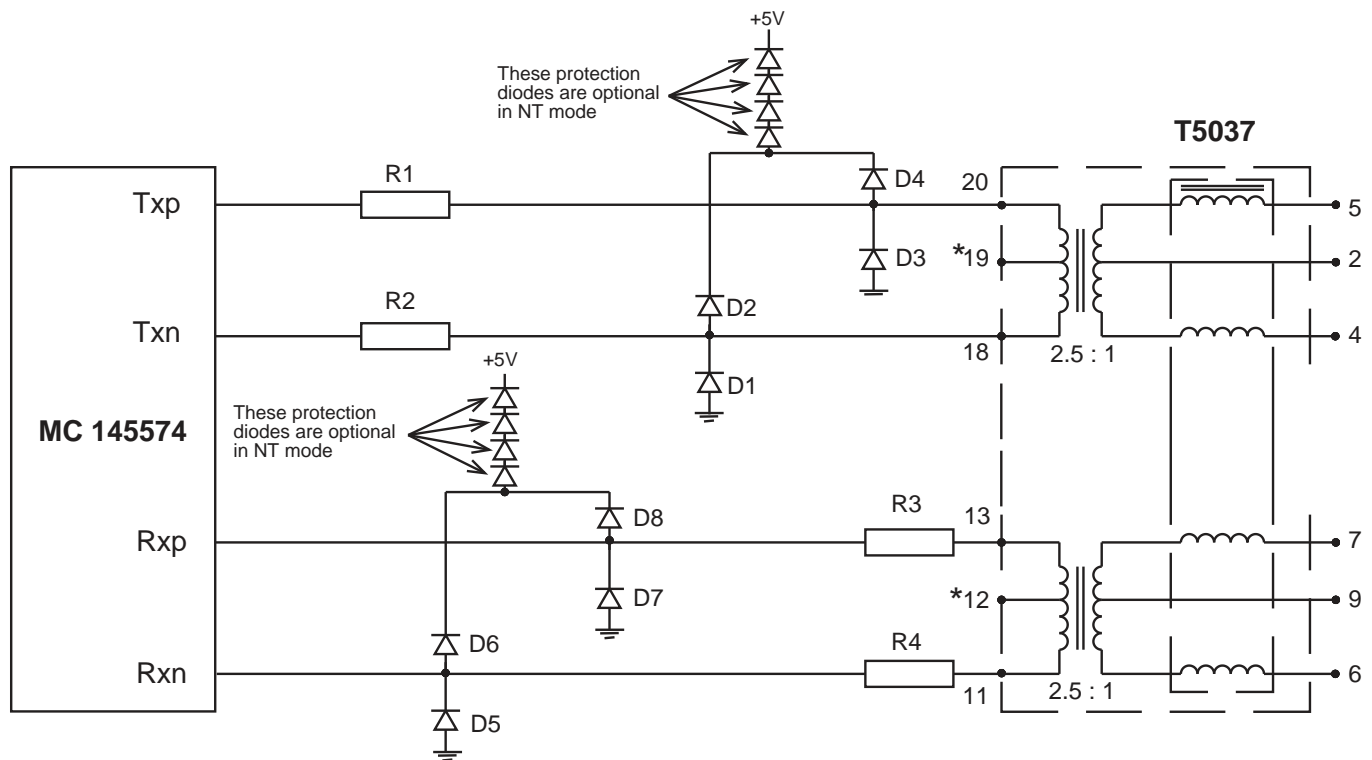 +5V
These protection
diodes are optional
in NT mode
T5037
R1
D4
20
Txp
5
D3
*19
2
R2
D2
Txn
18
2.5 : 1
4
+5V
D1
These protection
diodes are optional
in NT mode
MC 145574
R3
13
D8
Rxp
7
D7
*12
9
D6
R4
Rxn
11
2.5 : 1
6
D5